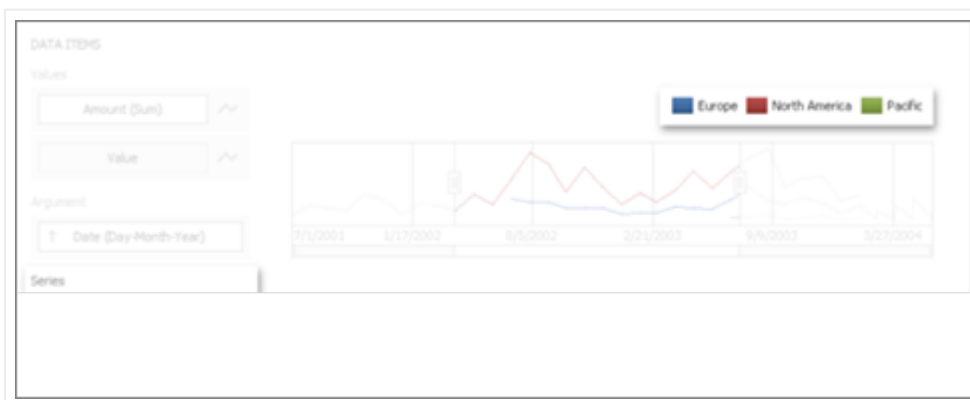 DATA ITEMS
Values
Amount (Sum)
Value
Argument
Date (Day-Month-Year)
Series
Europe North America Pacific
7/1/2001 1/17/2002 8/5/2002 2/21/2003 9/9/2003 3/27/2004